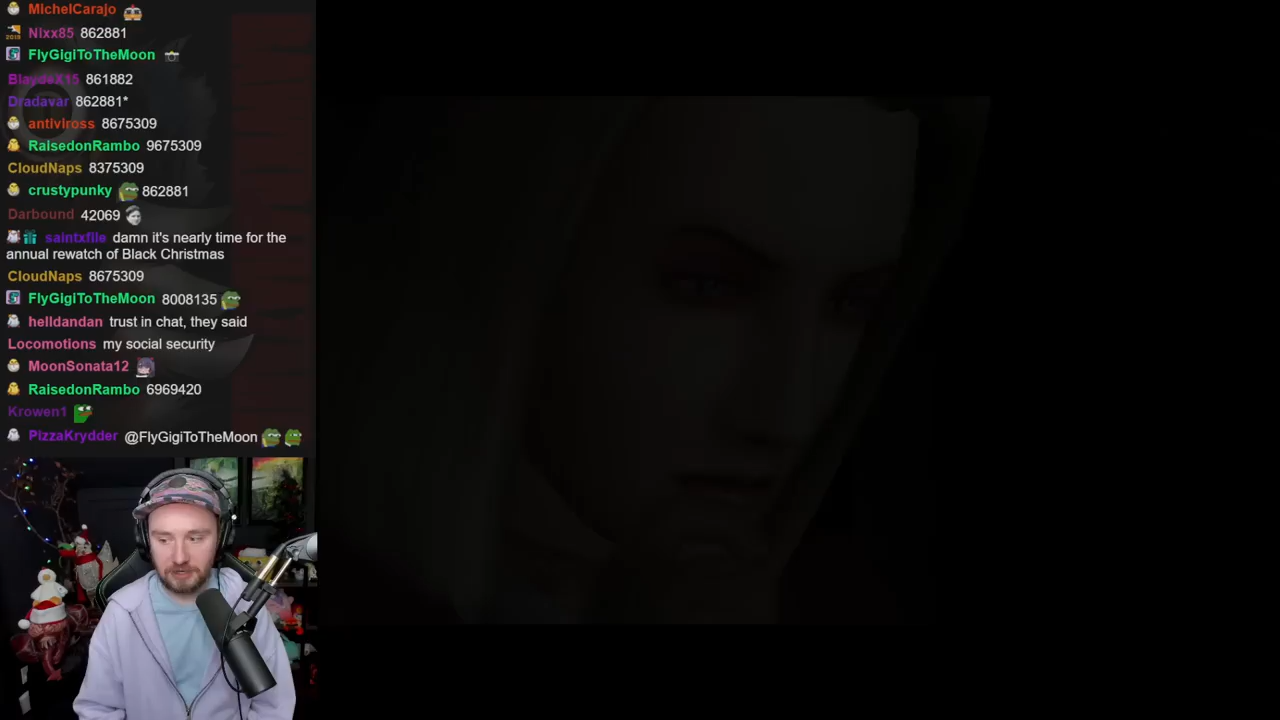 MichelCarajo
Nixx85 862881
FlyGigiToTheMoon
BlaydeX15 861882
Dradavar 862881*
antiviross 8675309
RaisedonRambo 9675309
CloudNaps 8375309
crustypunky 862881
Darbound 42069
saintxfile damn it's nearly time for the
annual rewatch of Black Christmas
CloudNaps 8675309
FlyGigiToTheMoon 8008135
helldandan trust in chat, they said
Locomotions my social security
MoonSonata12
RaisedonRambo 6969420
Krowen1
PizzaKrydder @FlyGigiToTheMoon